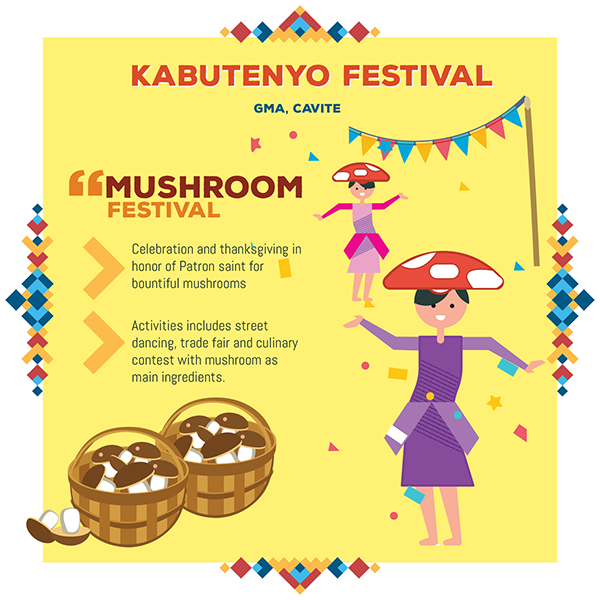 KABUTENYO FESTIVAL
GMA, CAVITE
“MUSHROOM
FESTIVAL
Celebration and thanksgiving in
honor of Patron saint for
bountiful mushrooms
Activities includes street
dancing, trade fair and culinary
contest with mushroom as
main ingredients.